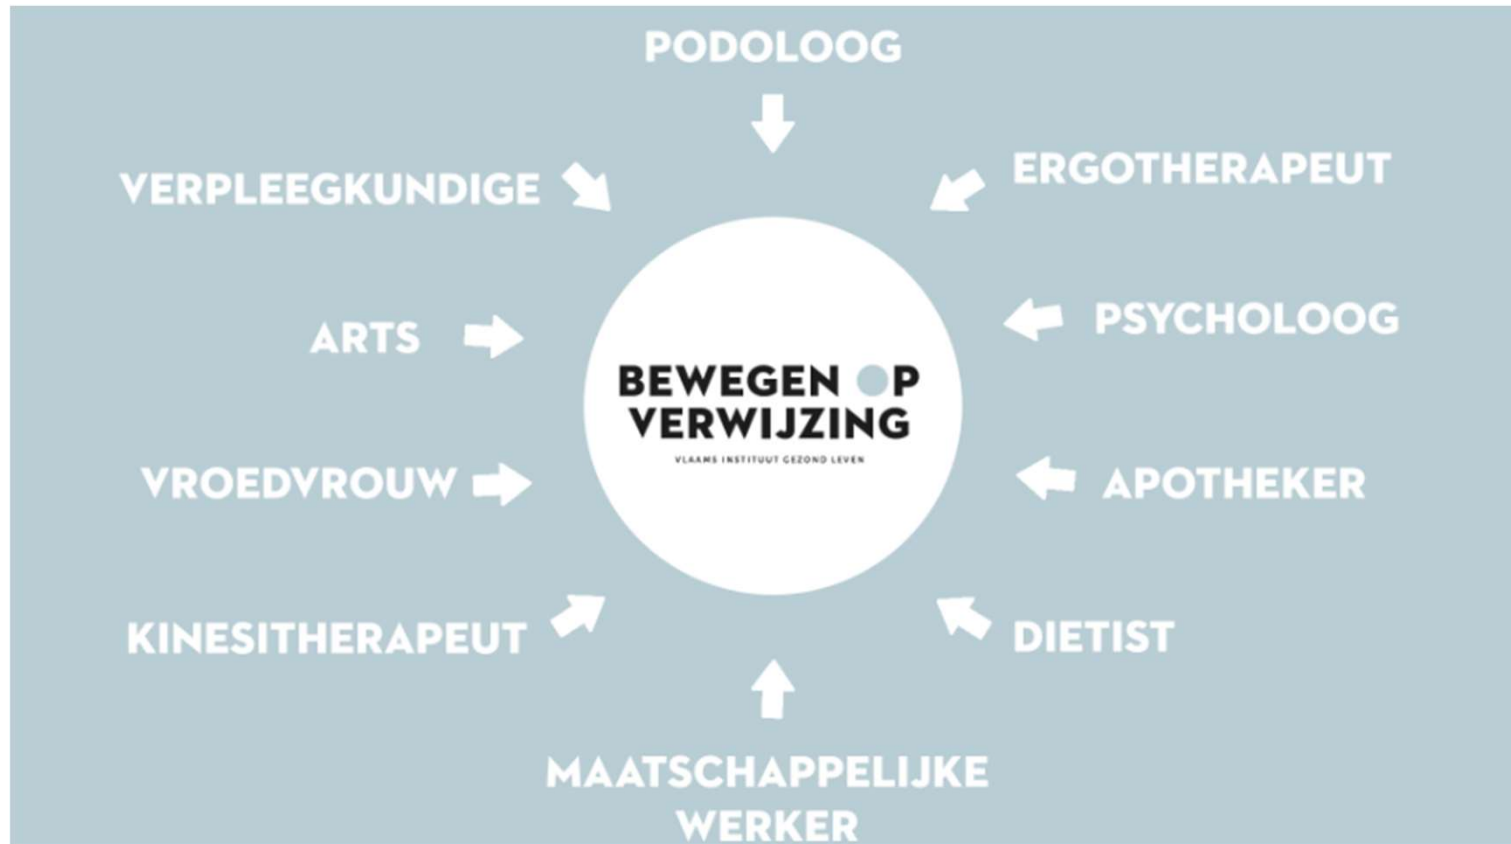 PODOLOOG
VERPLEEGKUNDIGE
ERGOTHERAPEUT
ARTS
PSYCHOLOOG
BEWEGEN OP
VERWIJZING
VLAAMS INSTITUUT GEZOND LEVEN
VROEDVROUW
APOTHEKER
KINESITHERAPEUT
DIETIST
MAATSCHAPPELIJKE
WERKER